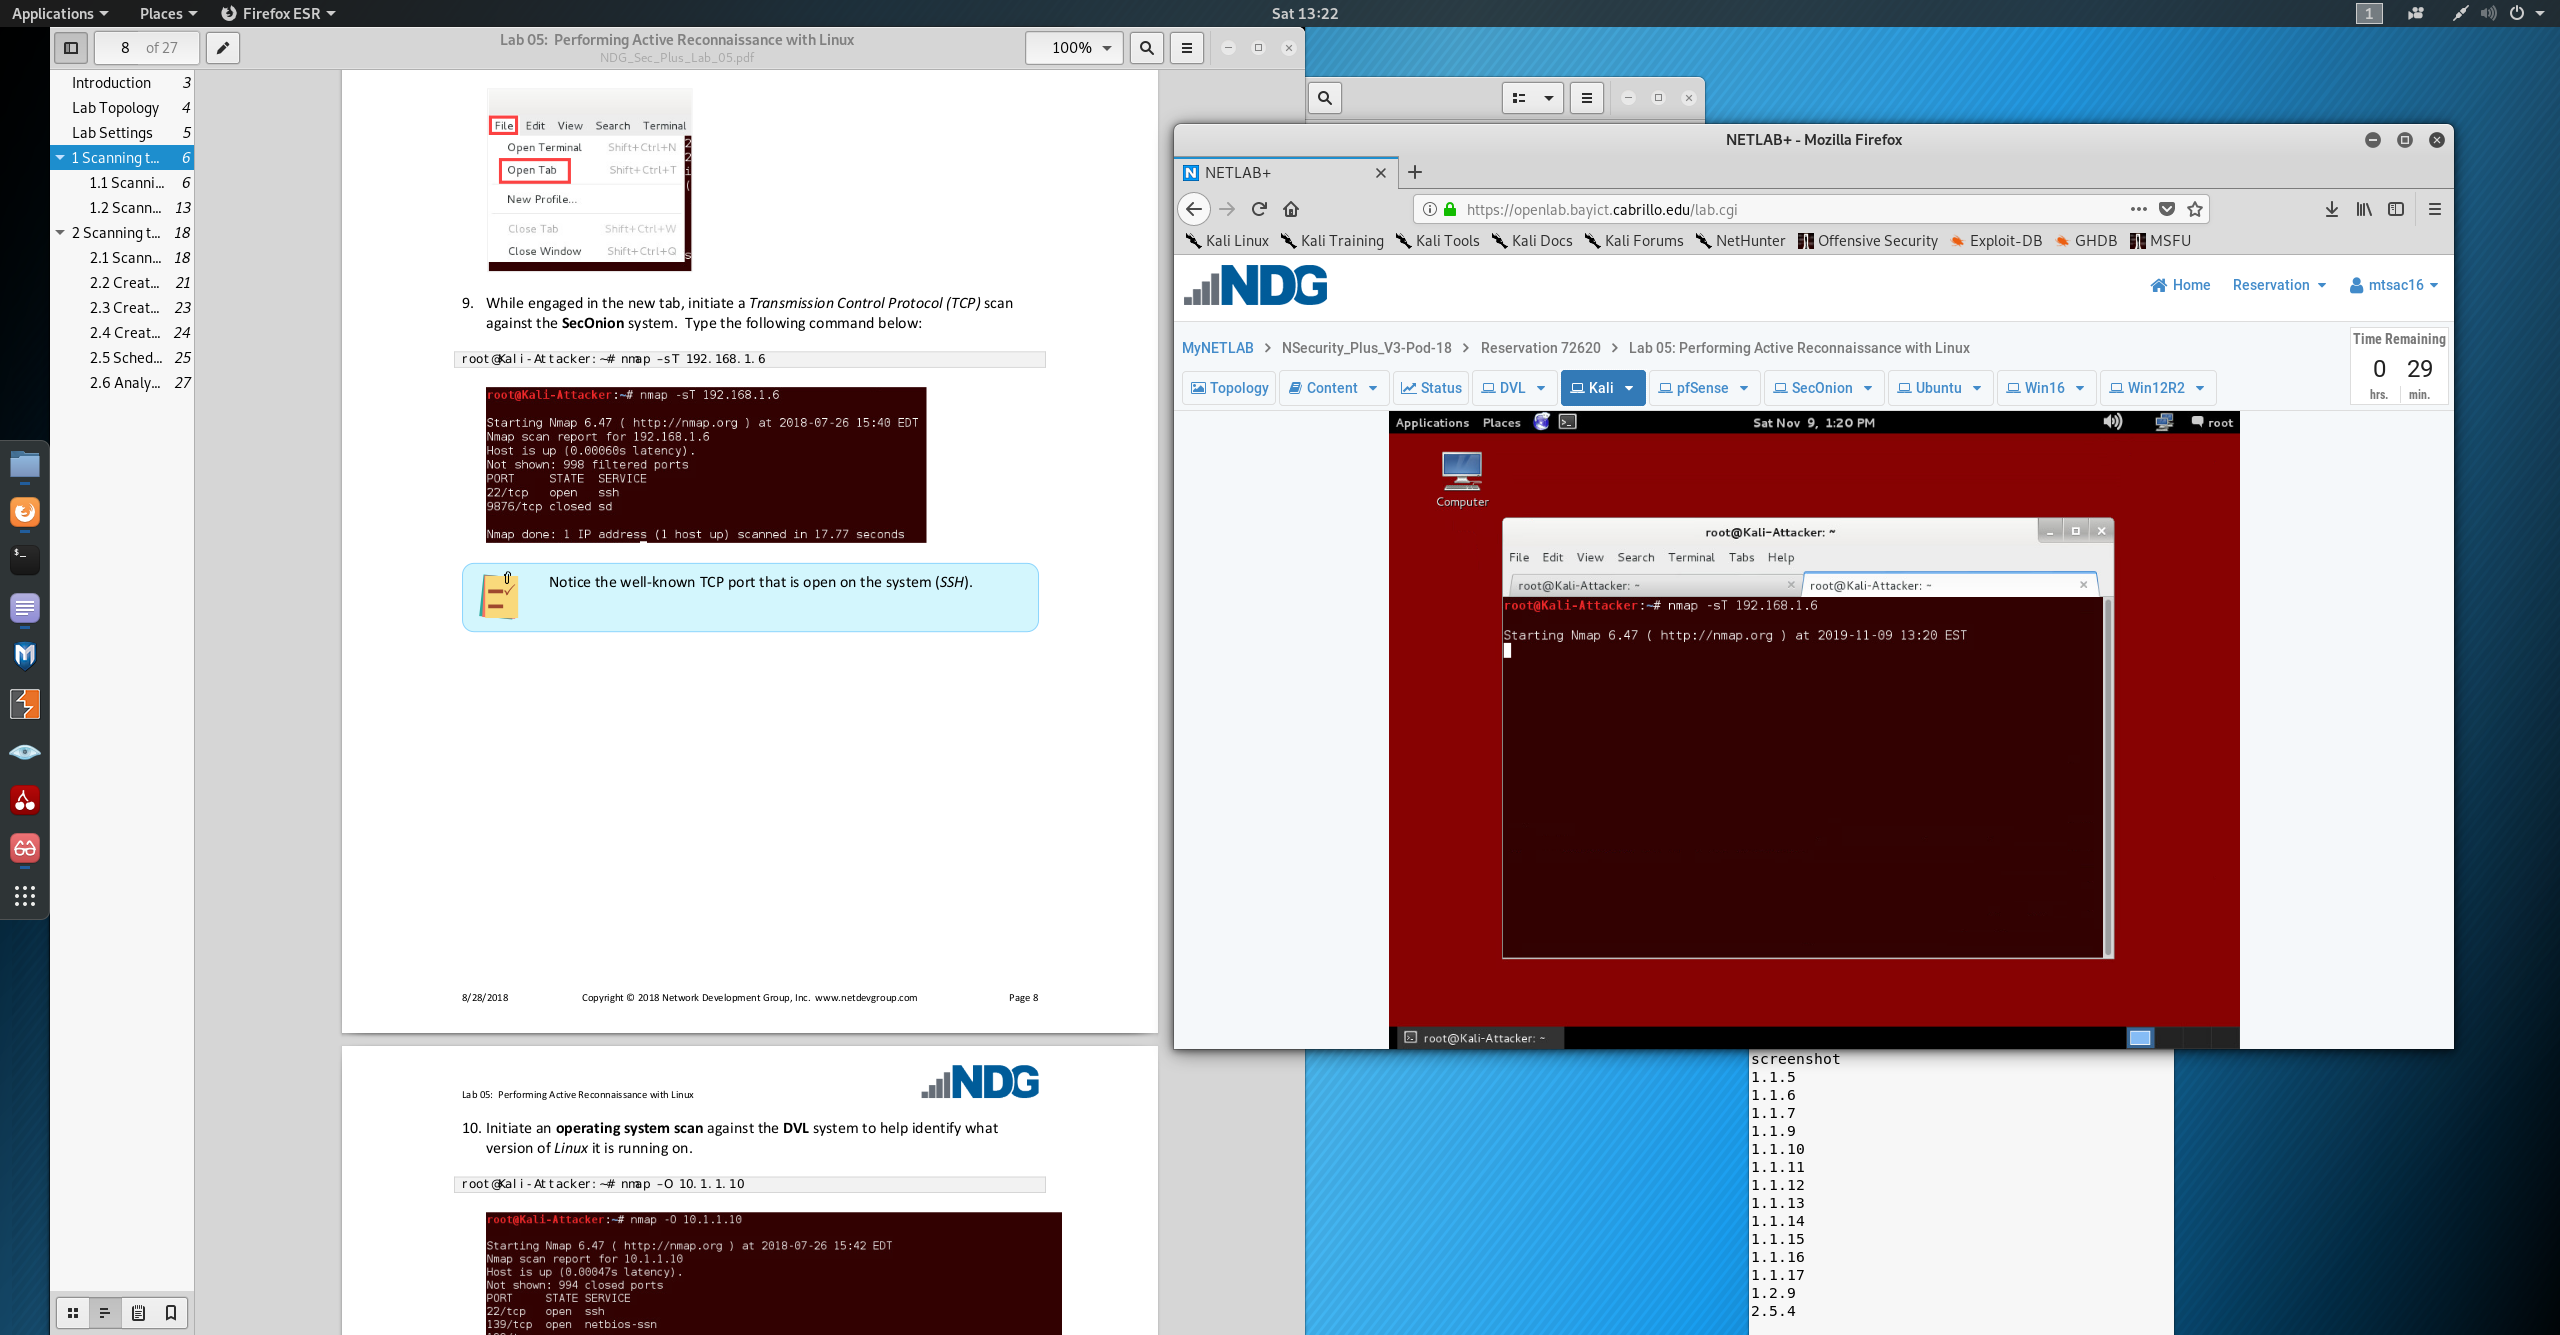 Applications Places Firefox ESR Sat 13:22 1
8 of 27 Lab 05: Performing Active Reconnaissance with Linux 100%
NDG_Sec_Plus_Lab_05.pdf
Introduction 3
Lab Topology 4
Lab Settings 5
1 Scanning t... 6
1.1 Scanni... 6
1.2 Scann... 13
2 Scanning t... 18
2.1 Scann... 18
2.2 Creat... 21
2.3 Creat... 23
2.4 Creat... 24
2.5 Sched... 25
2.6 Analy... 27
File Edit View Search Terminal
Open Terminal Shift+Ctrl+N
Open Tab Shift+Ctrl+T
New Profile...
Close Tab Shift+Ctrl+W
Close Window Shift+Ctrl+Q
9. While engaged in the new tab, initiate a Transmission Control Protocol (TCP) scan
against the SecOnion system. Type the following command below:
root@Kali-Attacker:~# nmap -sT 192.168.1.6
root@Kali-Attacker:~# nmap -sT 192.168.1.6
Starting Nmap 6.47 ( http://nmap.org ) at 2018-07-26 15:40 EDT
Nmap scan report for 192.168.1.6
Host is up (0.00060s latency).
Not shown: 998 filtered ports
PORT STATE SERVICE
22/tcp open ssh
9876/tcp closed sd
Nmap done: 1 IP address (1 host up) scanned in 17.77 seconds
Notice the well-known TCP port that is open on the system (SSH).
8/28/2018 Copyright © 2018 Network Development Group, Inc. www.netdevgroup.com Page 8
NDG
Lab 05: Performing Active Reconnaissance with Linux
10. Initiate an operating system scan against the DVL system to help identify what
version of Linux it is running on.
root@Kali-Attacker:~# nmap -O 10.1.1.10
root@Kali-Attacker:~# nmap -O 10.1.1.10
Starting Nmap 6.47 ( http://nmap.org ) at 2018-07-26 15:42 EDT
Nmap scan report for 10.1.1.10
Host is up (0.00047s latency).
Not shown: 994 closed ports
PORT STATE SERVICE
22/tcp open ssh
139/tcp open netbios-ssn
NETLAB+ - Mozilla Firefox
NETLAB+
https://openlab.bayict.cabrillo.edu/lab.cgi
Kali Linux Kali Training Kali Tools Kali Docs Kali Forums NetHunter Offensive Security Exploit-DB GHDB MSFU
NDG Home Reservation mtsac16
MyNETLAB > NSecurity_Plus_V3-Pod-18 > Reservation 72620 > Lab 05: Performing Active Reconnaissance with Linux
Time Remaining
0 29
hrs. min.
Topology Content Status DVL Kali pfSense SecOnion Ubuntu Win16 Win12R2
Applications Places Sat Nov 9, 1:20 PM root
Computer
root@Kali-Attacker: ~
File Edit View Search Terminal Tabs Help
root@Kali-Attacker: ~ root@Kali-Attacker: ~
root@Kali-Attacker:~# nmap -sT 192.168.1.6
Starting Nmap 6.47 ( http://nmap.org ) at 2019-11-09 13:20 EST
root@Kali-Attacker: ~
screenshot
1.1.5
1.1.6
1.1.7
1.1.9
1.1.10
1.1.11
1.1.12
1.1.13
1.1.14
1.1.15
1.1.16
1.1.17
1.2.9
2.5.4